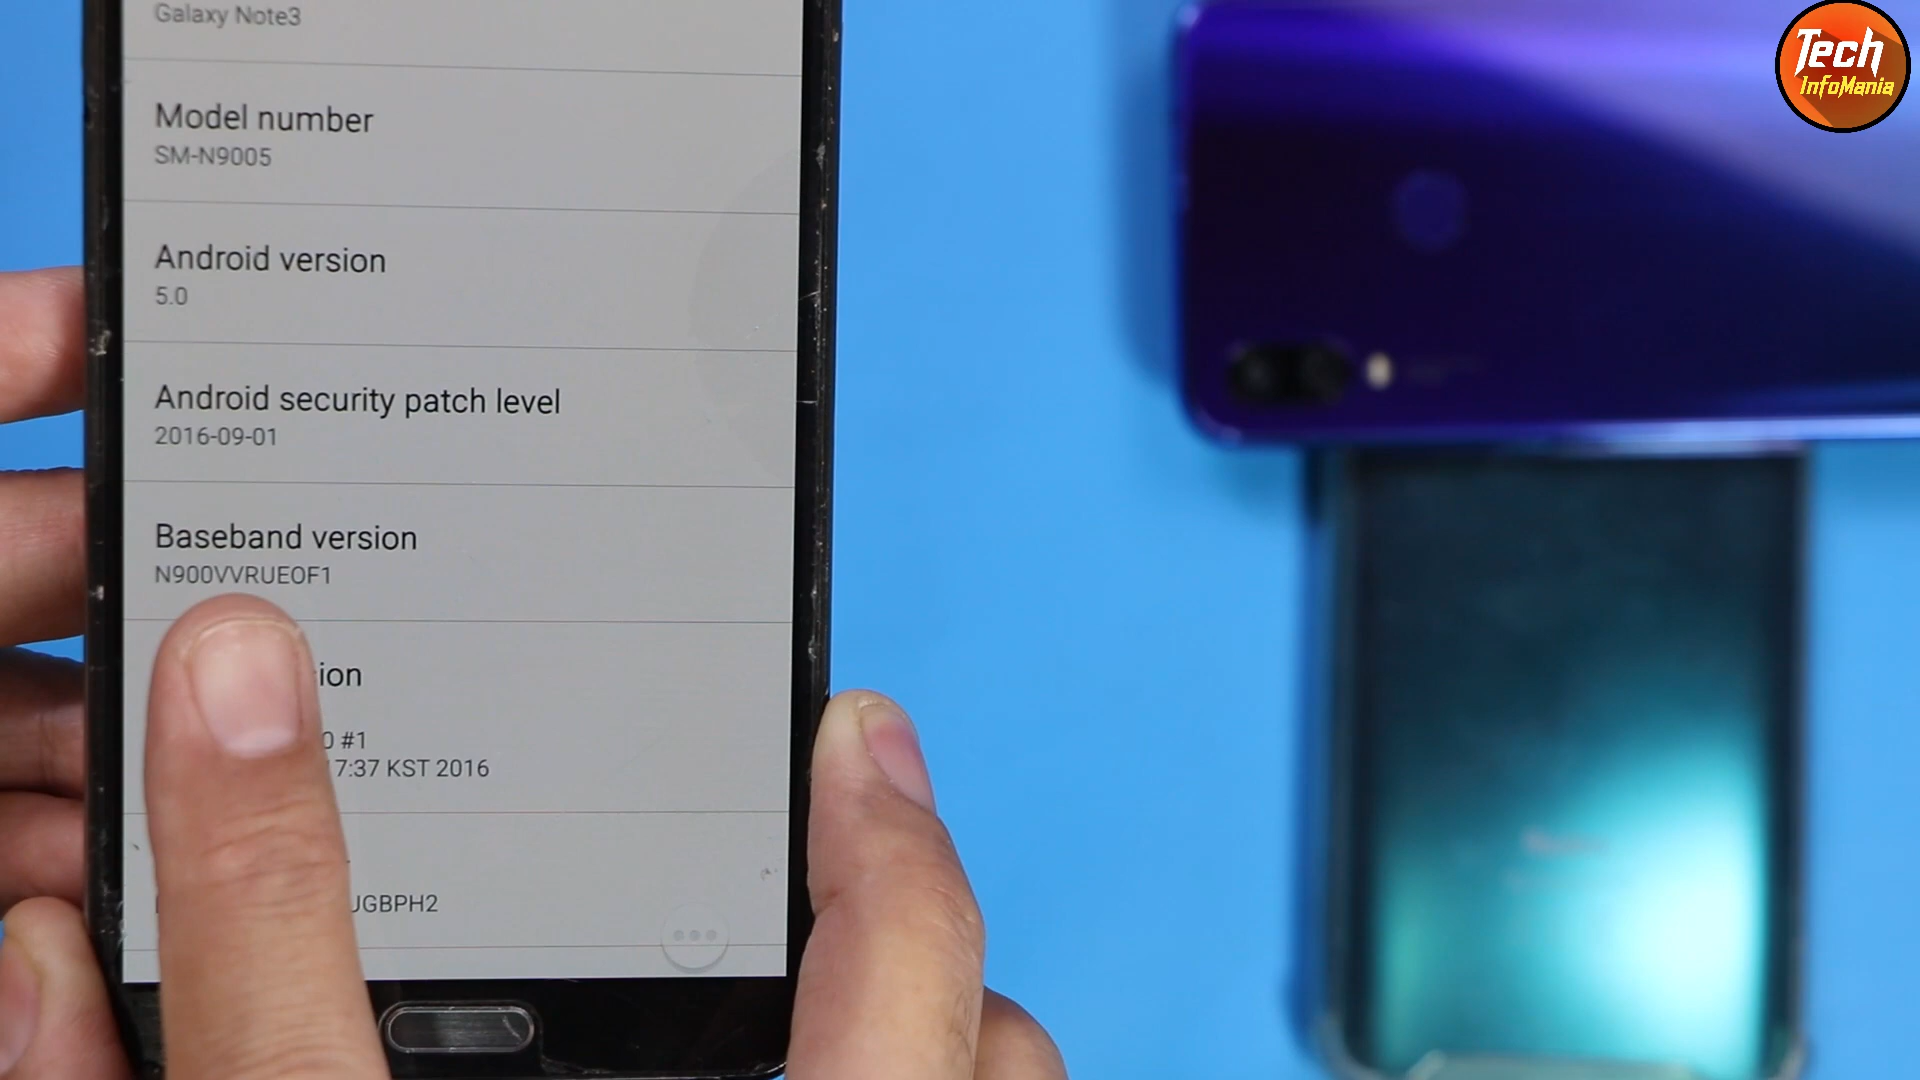 Galaxy Note3
Model number
SM-N9005
Android version
5.0
Android security patch level
2016-09-01
Baseband version
N900VVRUEOF1
ion
0 #1
7:37 KST 2016
JGBPH2
Tech
InfoMania